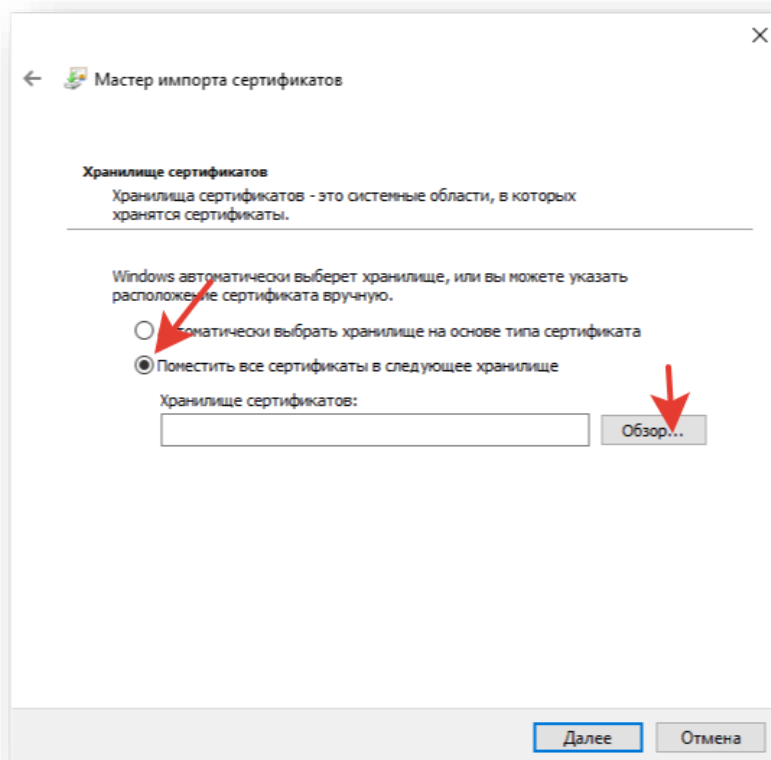 Мастер импорта сертификатов
Хранилище сертификатов
Хранилища сертификатов - это системные области, в которых
хранятся сертификаты.
Windows автоматически выберет хранилище, или вы можете указать
расположение сертификата вручную.
Автоматически выбрать хранилище на основе типа сертификата
Поместить все сертификаты в следующее хранилище
Хранилище сертификатов:
Обзор...
Далее
Отмена